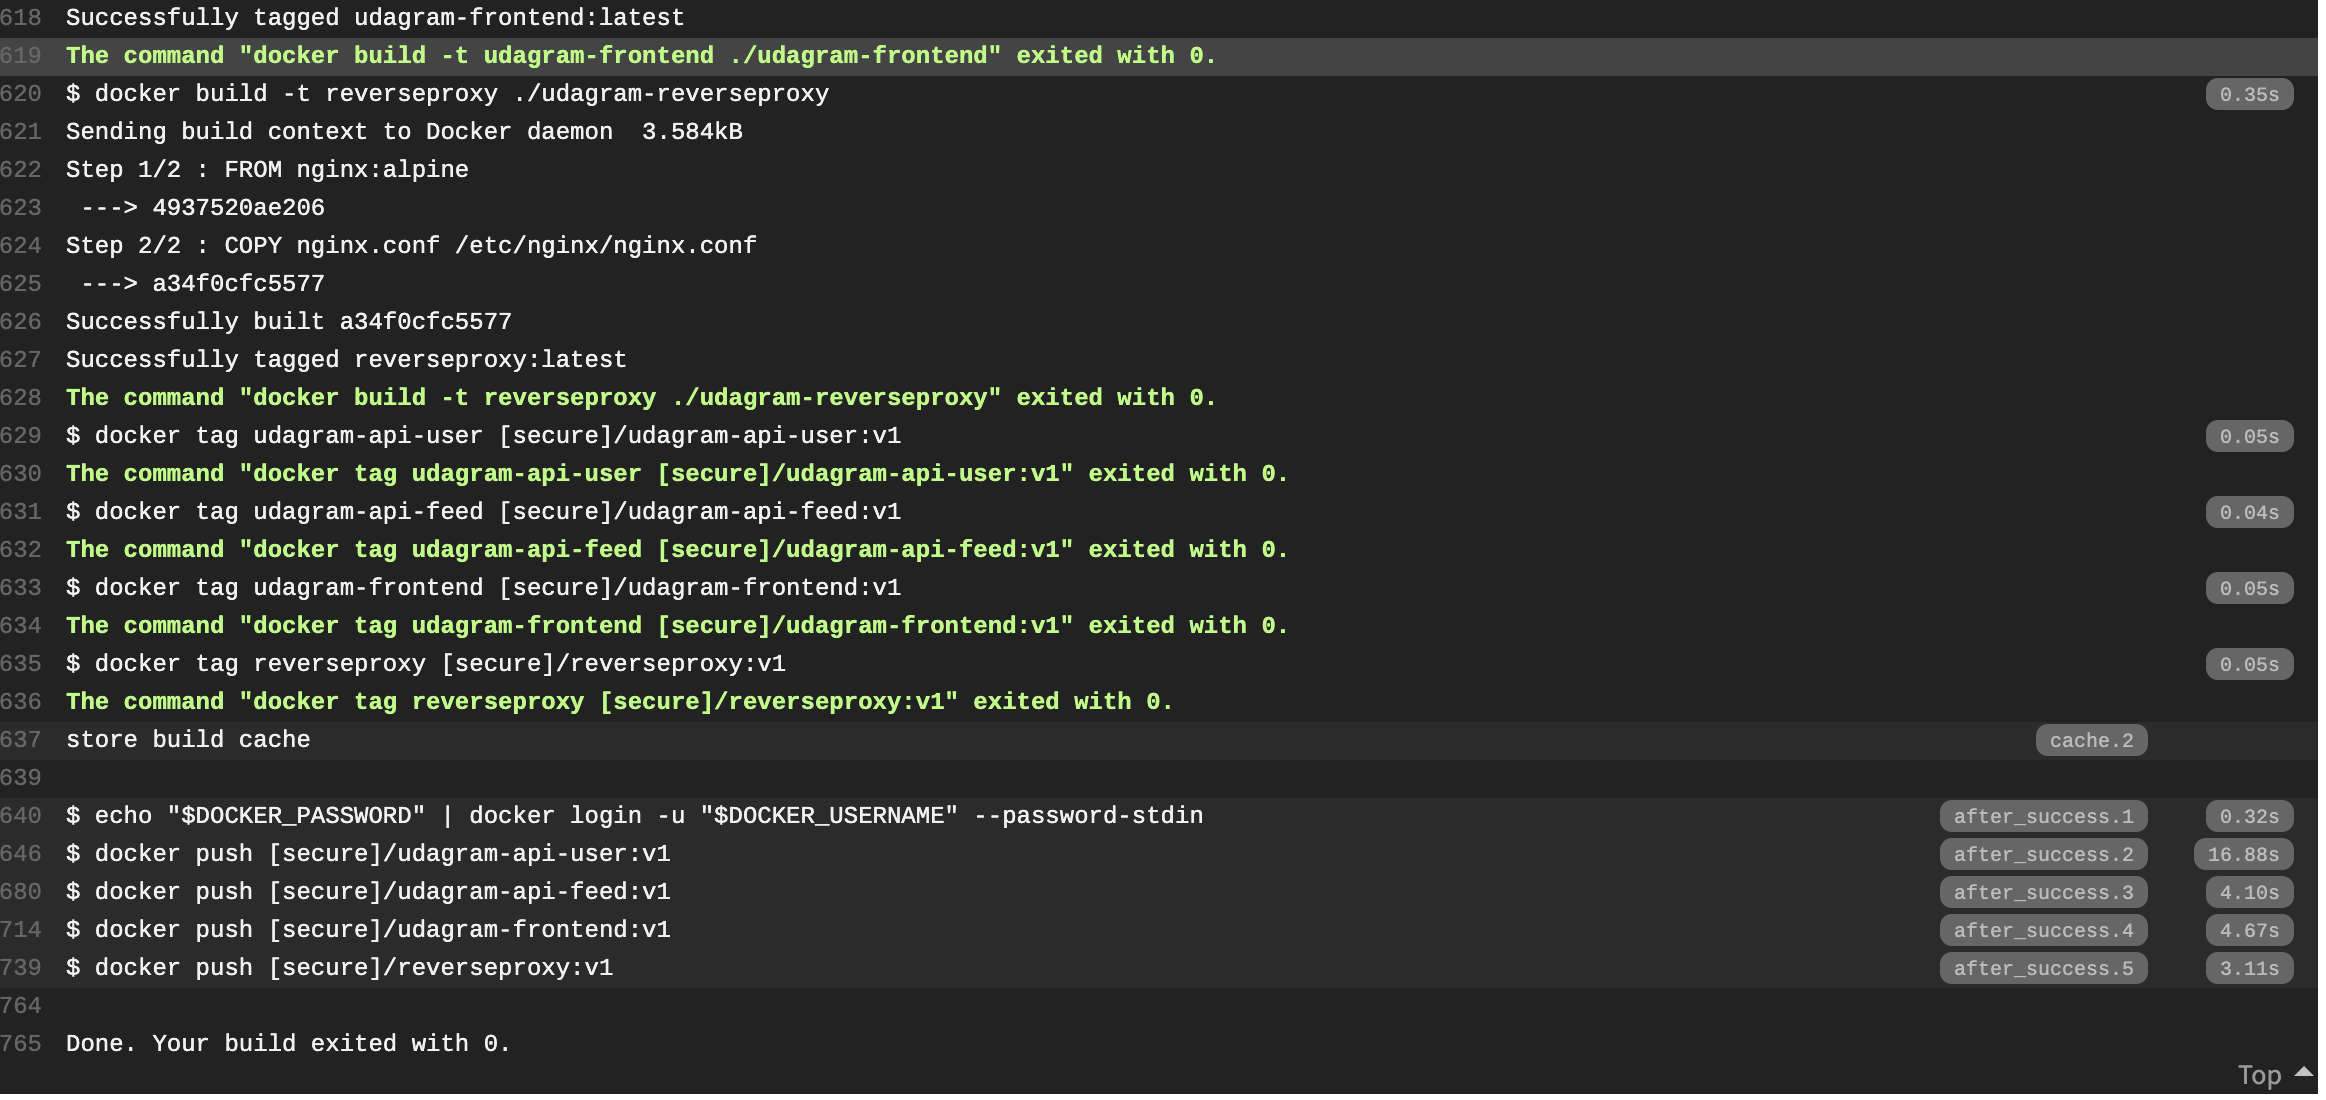 618 Successfully tagged udagram-frontend:latest
619 The command "docker build -t udagram-frontend ./udagram-frontend" exited with 0.
620 $ docker build -t reverseproxy ./udagram-reverseproxy 0.35s
621 Sending build context to Docker daemon  3.584kB
622 Step 1/2 : FROM nginx:alpine
623  ---> 4937520ae206
624 Step 2/2 : COPY nginx.conf /etc/nginx/nginx.conf
625  ---> a34f0cfc5577
626 Successfully built a34f0cfc5577
627 Successfully tagged reverseproxy:latest
628 The command "docker build -t reverseproxy ./udagram-reverseproxy" exited with 0.
629 $ docker tag udagram-api-user [secure]/udagram-api-user:v1 0.05s
630 The command "docker tag udagram-api-user [secure]/udagram-api-user:v1" exited with 0.
631 $ docker tag udagram-api-feed [secure]/udagram-api-feed:v1 0.04s
632 The command "docker tag udagram-api-feed [secure]/udagram-api-feed:v1" exited with 0.
633 $ docker tag udagram-frontend [secure]/udagram-frontend:v1 0.05s
634 The command "docker tag udagram-frontend [secure]/udagram-frontend:v1" exited with 0.
635 $ docker tag reverseproxy [secure]/reverseproxy:v1 0.05s
636 The command "docker tag reverseproxy [secure]/reverseproxy:v1" exited with 0.
637 store build cache cache.2
639
640 $ echo "$DOCKER_PASSWORD" | docker login -u "$DOCKER_USERNAME" --password-stdin after_success.1 0.32s
646 $ docker push [secure]/udagram-api-user:v1 after_success.2 16.88s
680 $ docker push [secure]/udagram-api-feed:v1 after_success.3 4.10s
714 $ docker push [secure]/udagram-frontend:v1 after_success.4 4.67s
739 $ docker push [secure]/reverseproxy:v1 after_success.5 3.11s
764
765 Done. Your build exited with 0.
Top